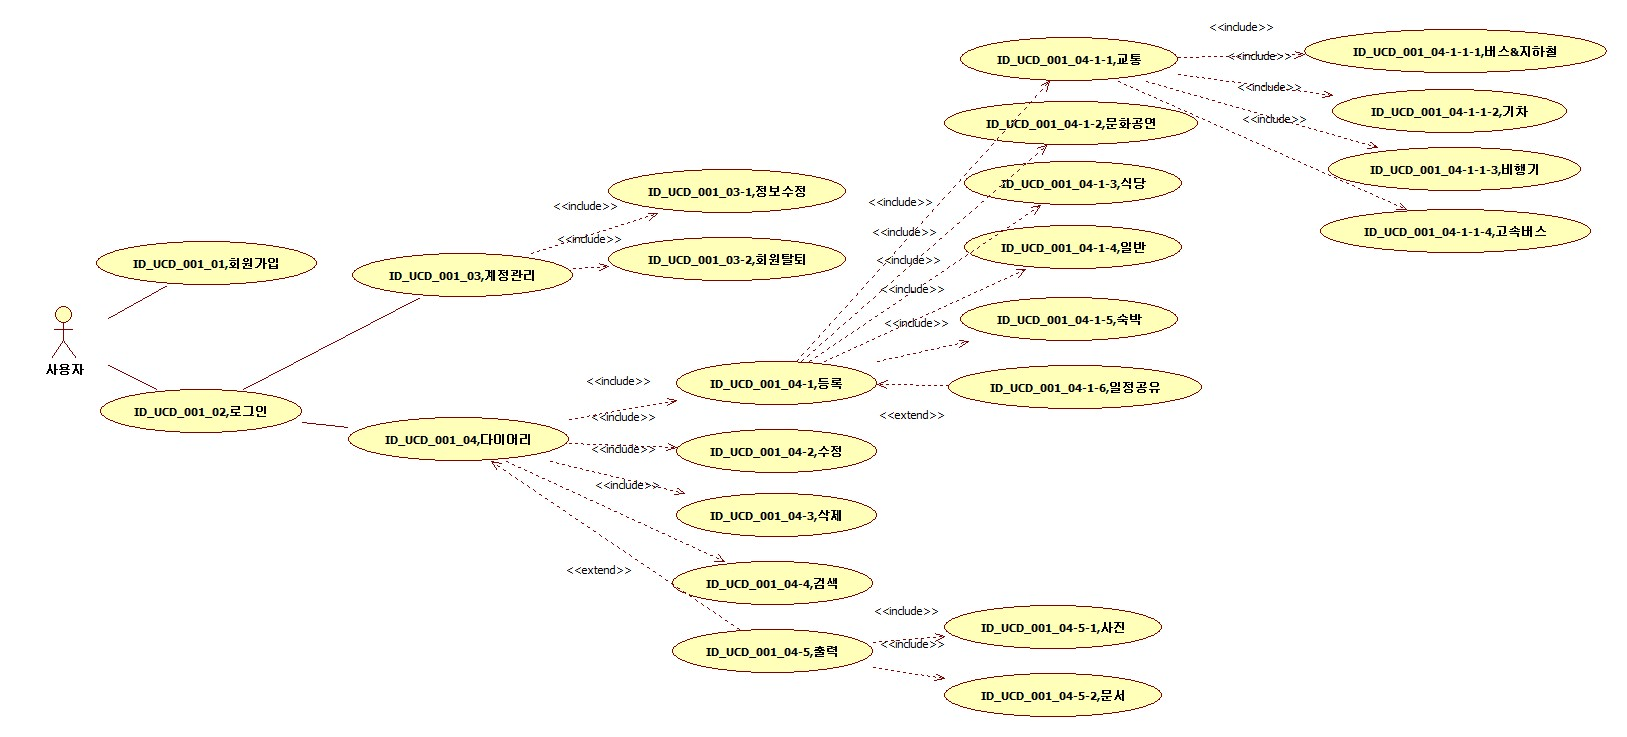 <<include>>
ID_UCD_001_04-1-1,교통
<<include>>
ID_UCD_001_04-1-1-1,버스&지하철
<<include>>
ID_UCD_001_04-1-1-2,기차
ID_UCD_001_04-1-2,문화공연
<<include>>
ID_UCD_001_04-1-1-3,비행기
ID_UCD_001_04-1-3,식당
ID_UCD_001_03-1,정보수정
<<include>>
<<include>>
ID_UCD_001_04-1-1-4,고속버스
<<include>>
<<include>>
ID_UCD_001_04-1-4,일반
ID_UCD_001_01,회원가입
ID_UCD_001_03,계정관리
ID_UCD_001_03-2,회원탈퇴
<<include>>
<<include>>
<<include>>
ID_UCD_001_04-1-5,숙박
사용자
<<include>>
ID_UCD_001_04-1,등록
ID_UCD_001_04-1-6,일정공유
ID_UCD_001_02,로그인
<<include>>
<<extend>>
ID_UCD_001_04,다이어리
<<include>>
ID_UCD_001_04-2,수정
<<include>>
ID_UCD_001_04-3,삭제
<<extend>>
ID_UCD_001_04-4,검색
<<include>>
ID_UCD_001_04-5-1,사진
<<include>>
ID_UCD_001_04-5,출력
ID_UCD_001_04-5-2,문서